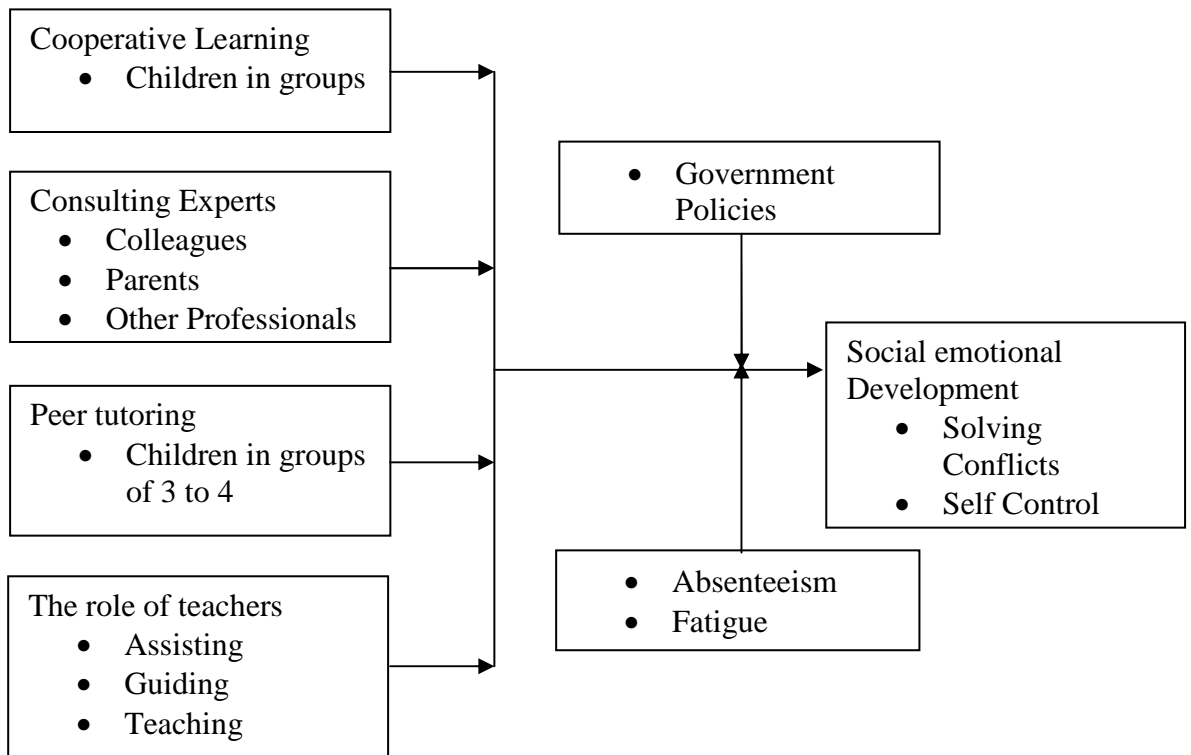 Cooperative Learning
• Children in groups
Consulting Experts
• Colleagues
• Parents
• Other Professionals
Peer tutoring
• Children in groups
of 3 to 4
The role of teachers
• Assisting
• Guiding
• Teaching
• Government
Policies
• Absenteeism
• Fatigue
Social emotional
Development
• Solving
Conflicts
• Self Control